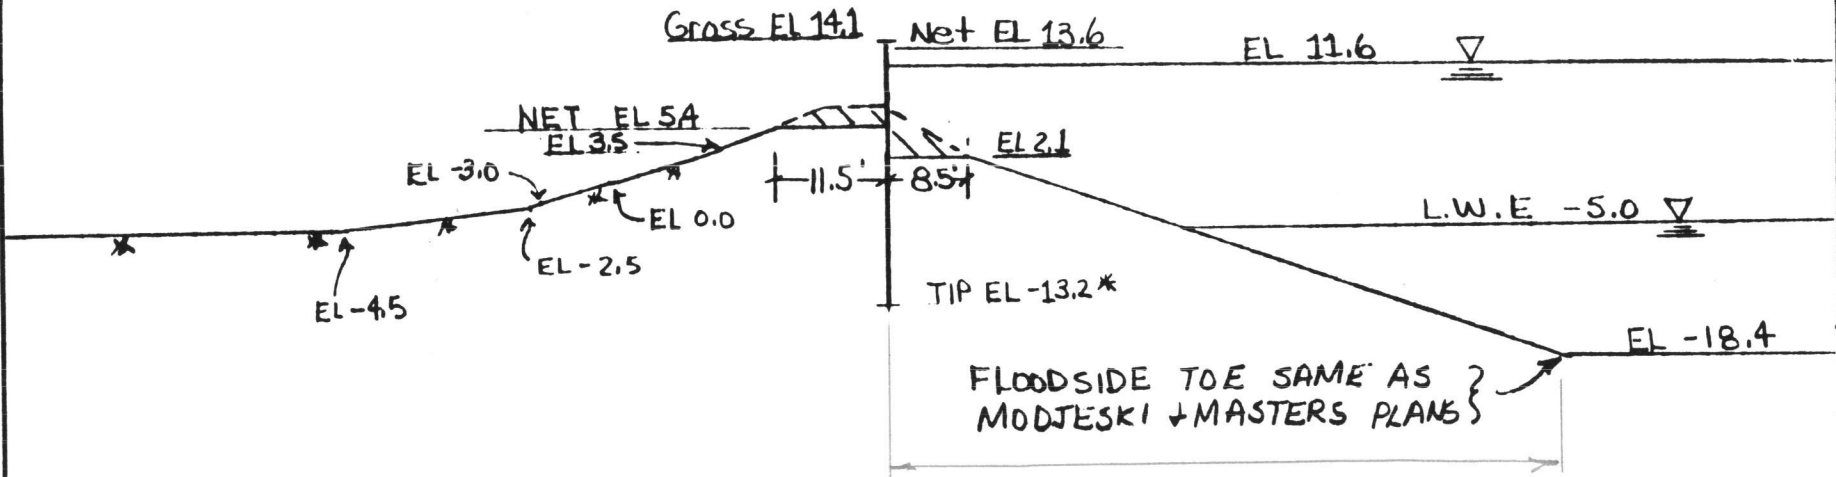 Gross EL 14.1
Net EL 13.6
EL 11.6
NET EL 5.4
EL 3.5
EL 2.1
EL -3.0
11.5'
8.5'
EL 0.0
L.W.E -5.0
EL -2.5
TIP EL -13.2*
EL -4.5
EL -18.4
FLOODSIDE TOE SAME AS
MODJESKI + MASTERS PLANS